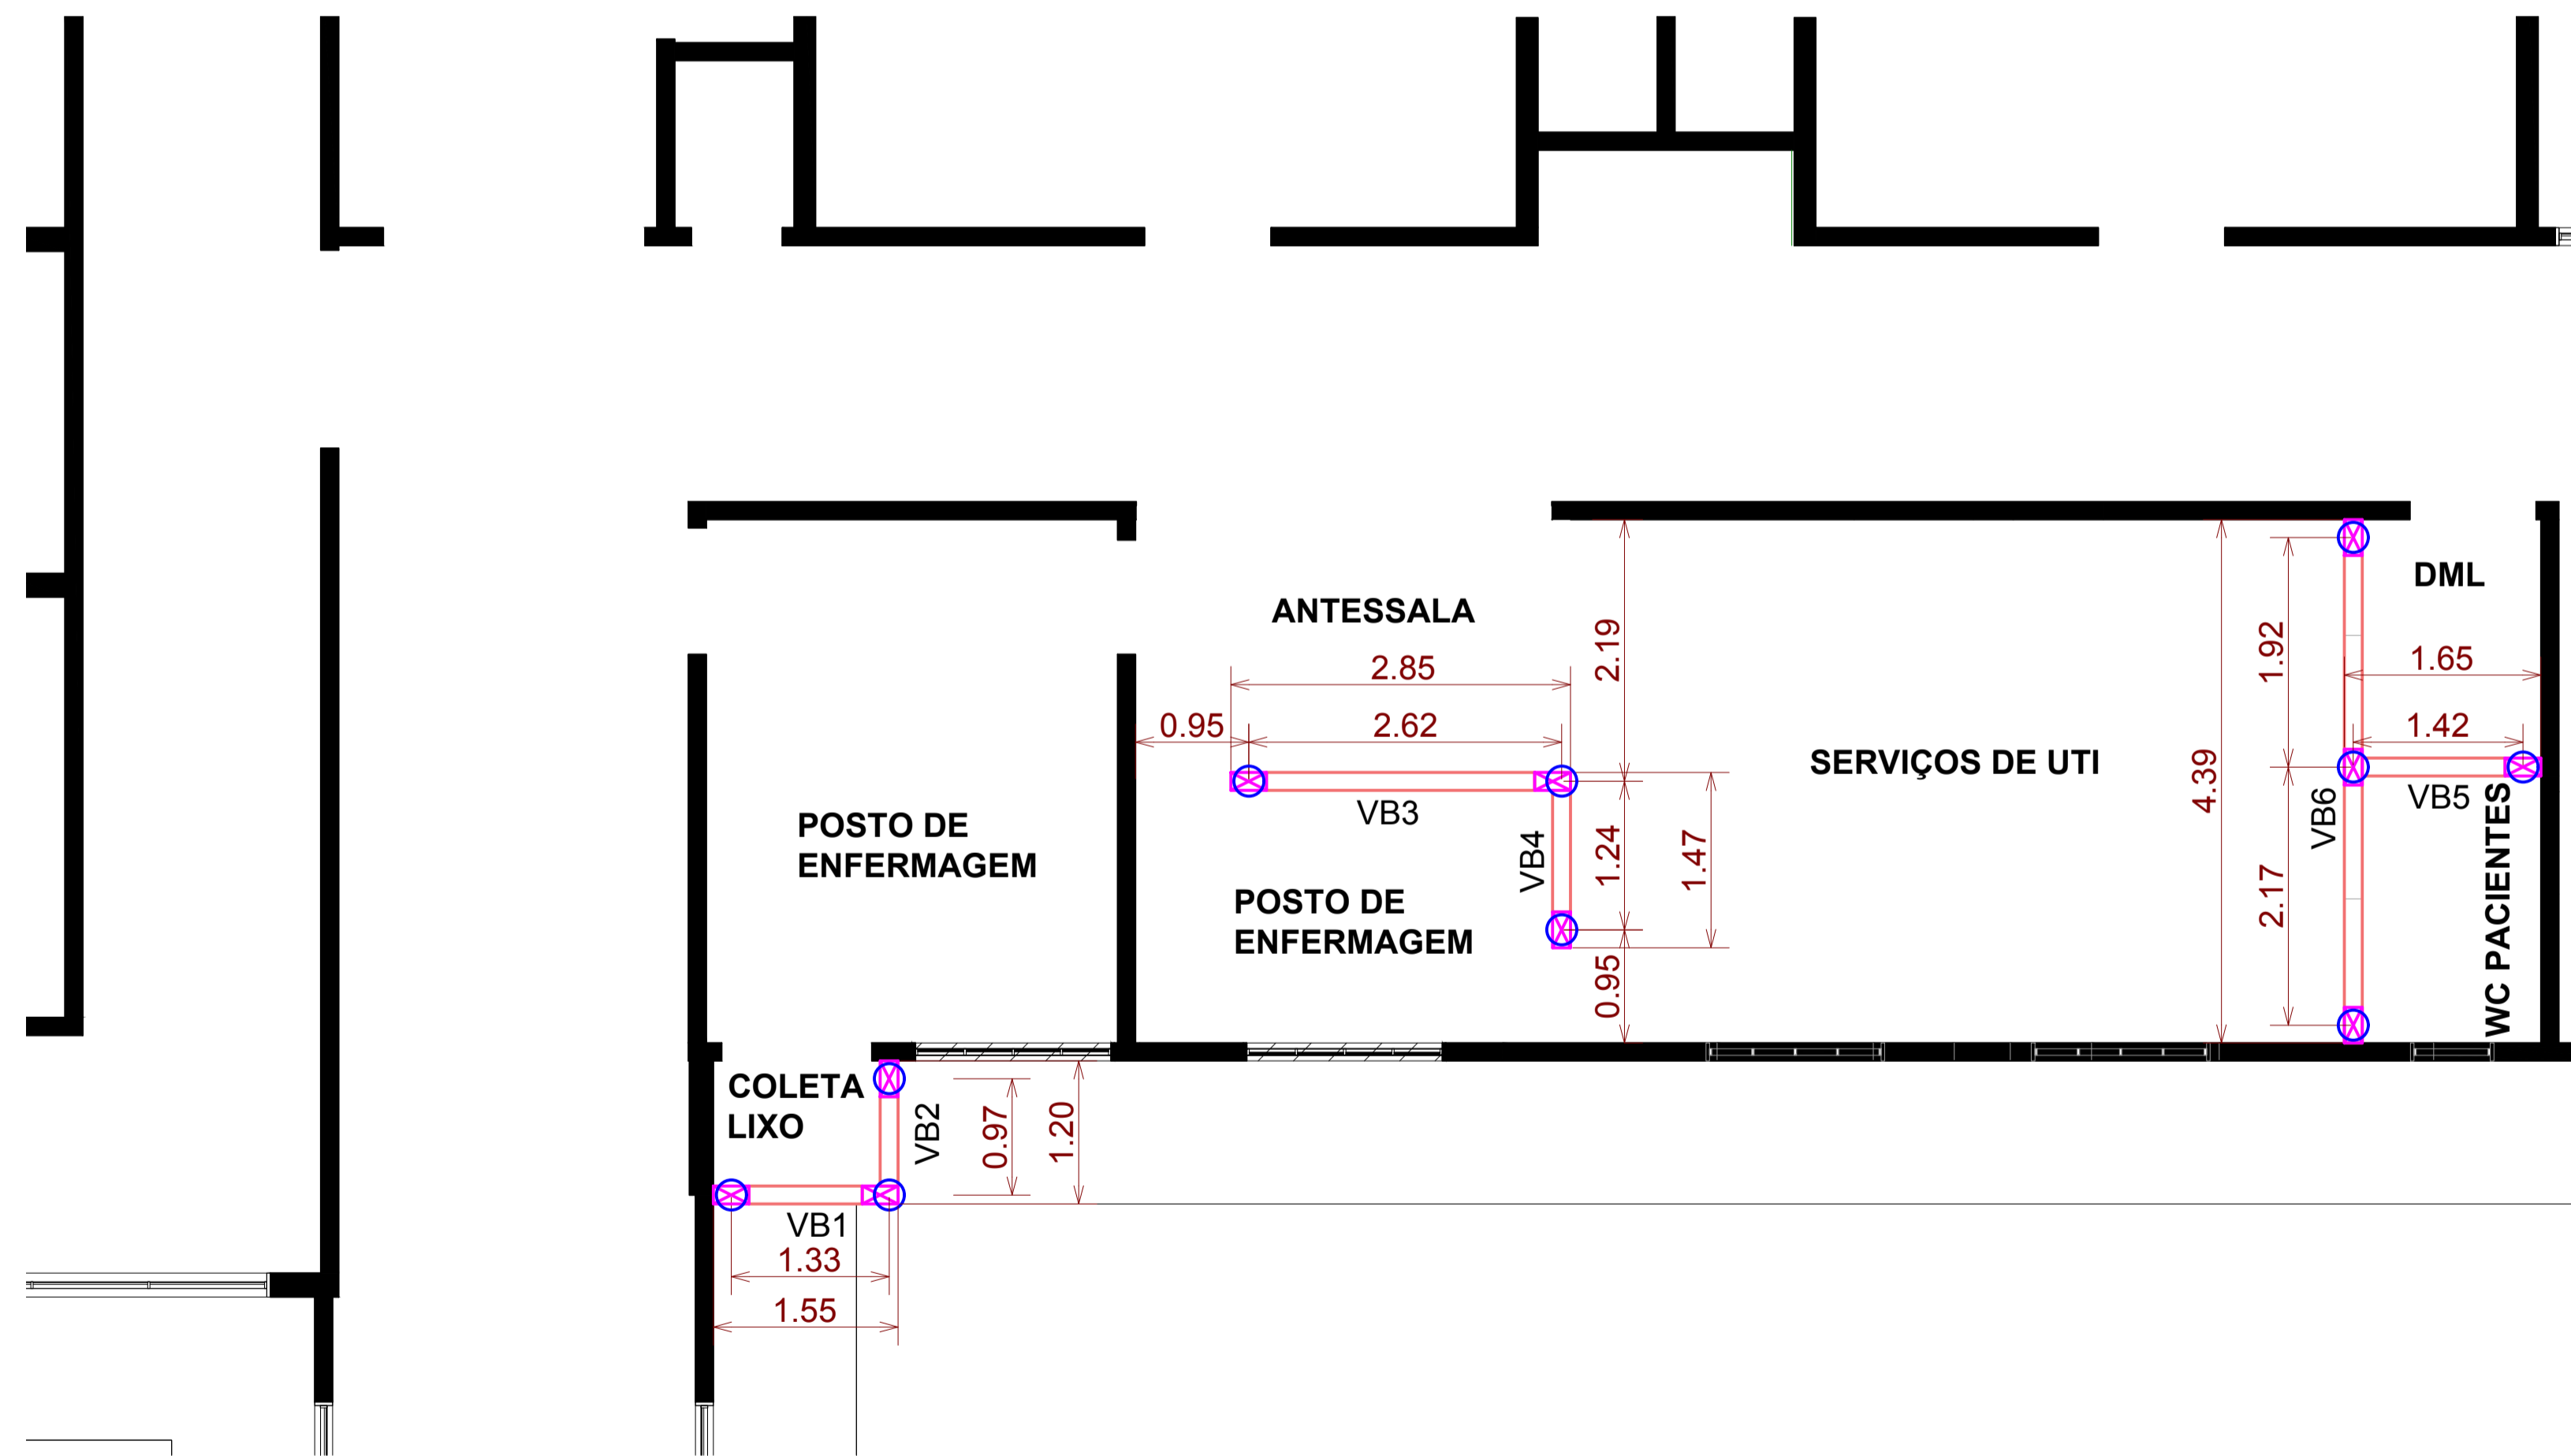 ANTESSALA
DML
2.19
1.92
2.85
1.65
0.95
2.62
1.42
SERVIÇOS DE UTI
4.39
VB3
VB5
VB6
POSTO DE
ENFERMAGEM
VB4
1.24
1.47
POSTO DE
ENFERMAGEM
2.17
WC PACIENTES
0.95
COLETA
LIXO
VB2
0.97
1.20
VB1
1.33
1.55